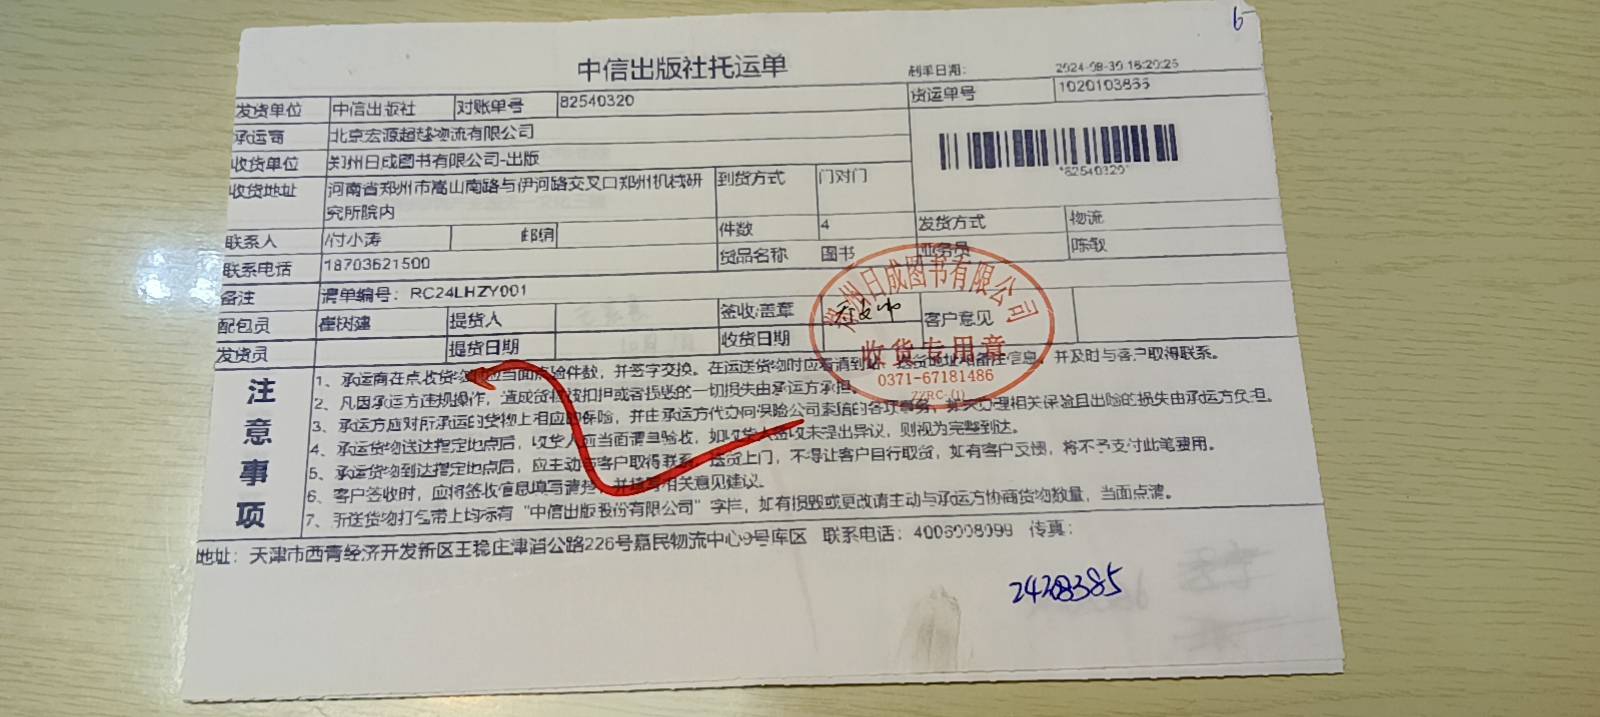 6
中信出版社托运单
制单日期： 2024-08-30 16:20:25
发货单位 中信出版社 对账单号 82540320 货运单号 1020103866
承运商 北京宏源超越物流有限公司
收货单位 郑州日成图书有限公司-出版
*82540320*
收货地址 河南省郑州市嵩山南路与伊河路交叉口郑州机械研究所院内 到货方式 门对门
联系人 付小涛 邮编 件数 4 发货方式 物流
联系电话 18703621500 货品名称 图书 业务员 陈敏
备注 清单编号：RC24LHZY001
配包员 崔树建 提货人 签收/盖章 客户意见
发货员 提货日期 收货日期
郑州日成图书有限公司
收货专用章
0371-67181486
ZZRC (1)
注意事项
1、承运商在点收货物 应当面点验件数，并签字交换。在运送货物时应看清到 送货地址和备注信息，并及时与客户取得联系。
2、凡因承运方违规操作，造成货物被扣押或者损毁的一切损失由承运方承担。
3、承运方应对所承运的货物上相应的保险，并由承运方代办向保险公司索赔的各项事务，如未办理相关保险且出险的损失由承运方负担。
4、承运货物送达指定地点后，收货人应当面清点验收，如收货人签收未提出异议，则视为完整到达。
5、承运货物到达指定地点后，应主动与客户取得联系，送货上门，不得让客户自行取货，如有客户反馈，将不予支付此笔费用。
6、客户签收时，应将签收信息填写清楚，并填写相关意见建议。
7、所送货物打包带上均标有“中信出版股份有限公司”字样，如有损毁或更改请主动与承运方协商货物数量，当面点清。
地址：天津市西青经济开发新区王稳庄津淄公路226号嘉民物流中心9号库区 联系电话：4006008099 传真：
2428385